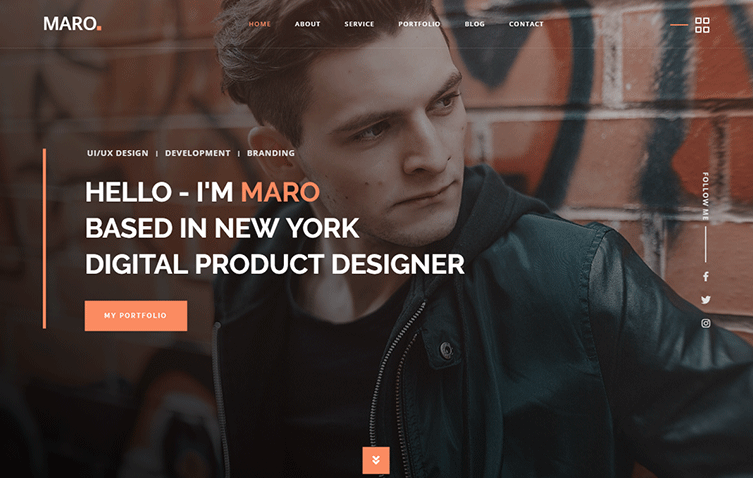 MARO.
HOME ABOUT SERVICE PORTFOLIO BLOG CONTACT
UI/UX DESIGN | DEVELOPMENT | BRANDING
HELLO - I'M MARO
BASED IN NEW YORK
DIGITAL PRODUCT DESIGNER
MY PORTFOLIO
FOLLOW ME